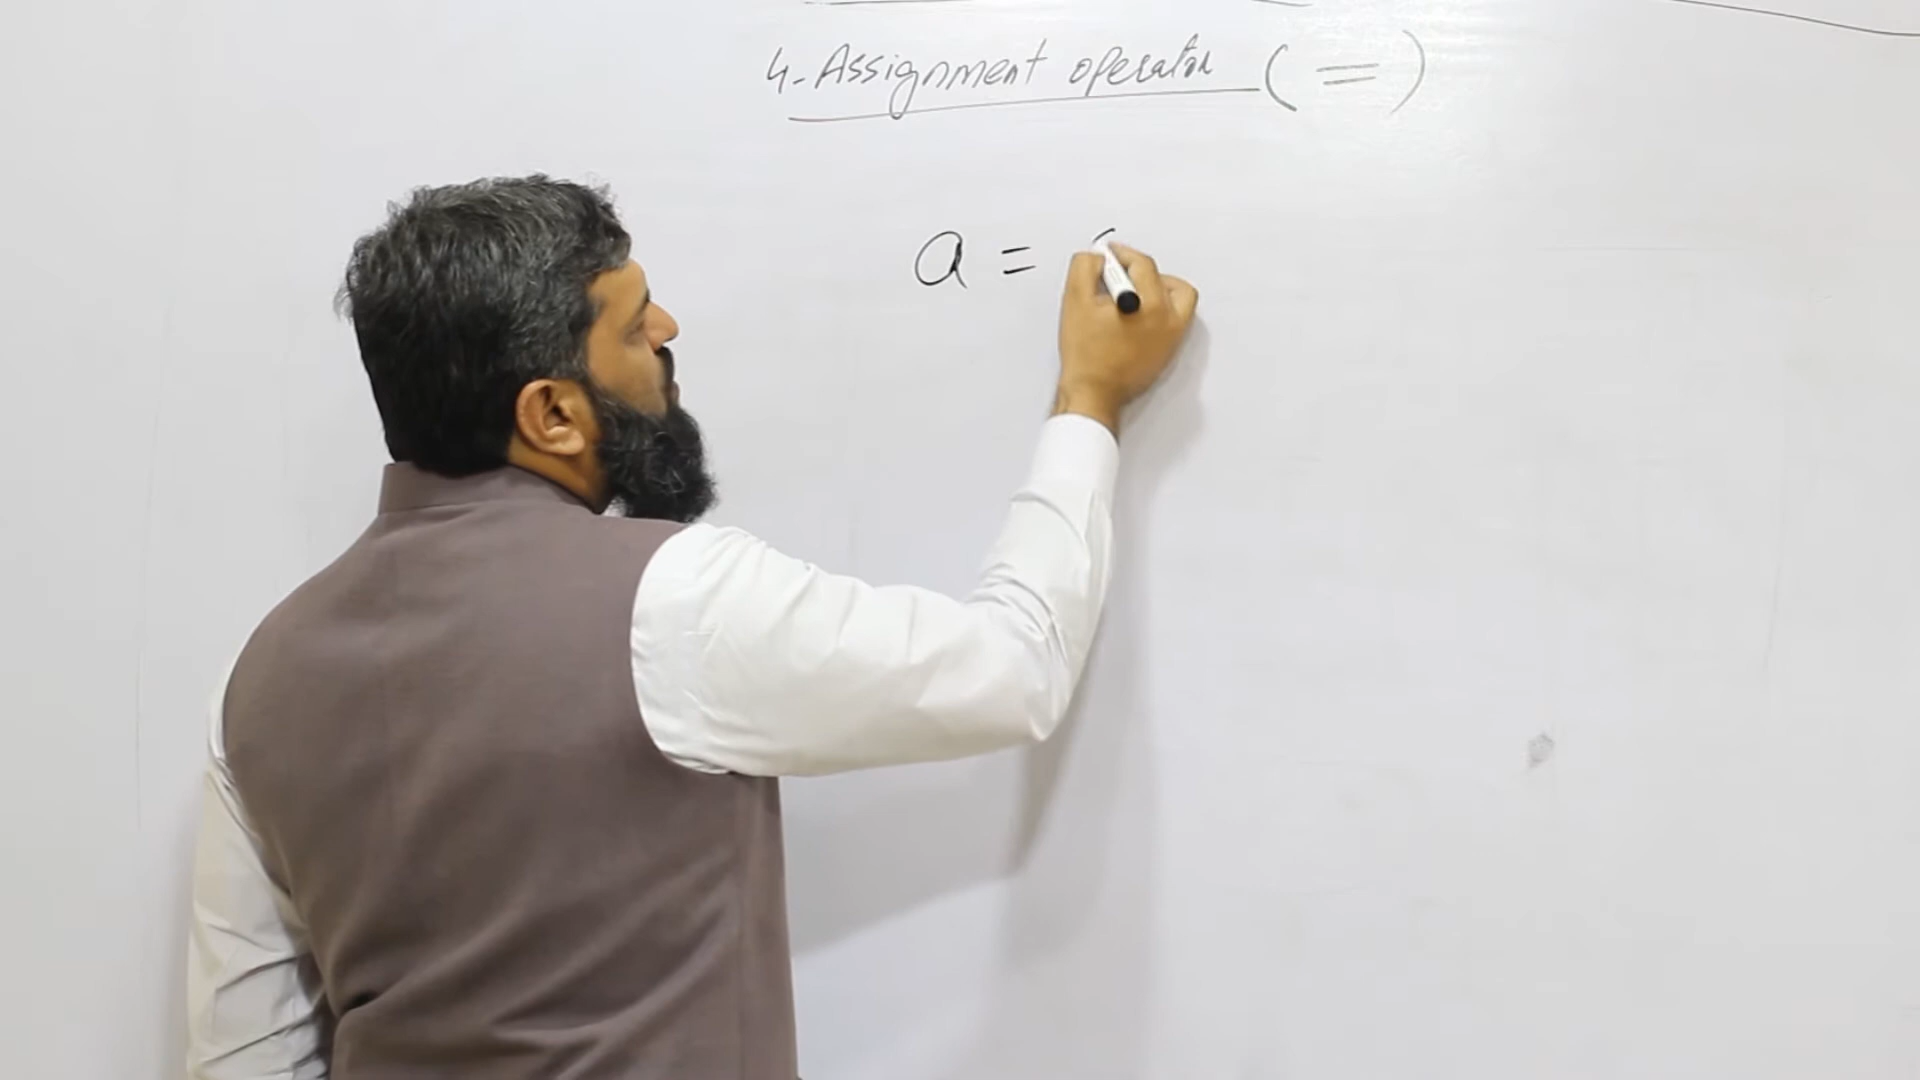 4. Assignment operator (=)
a =